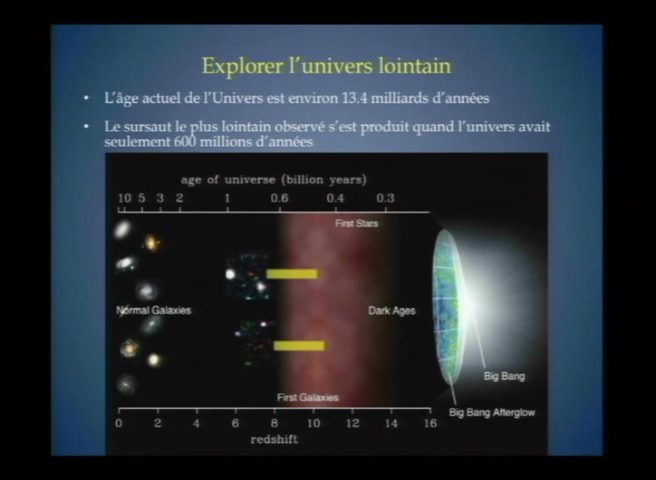 Explorer l'univers lointain
• L'âge actuel de l'Univers est environ 13.4 milliards d'années
• Le sursaut le plus lointain observé s'est produit quand l'univers avait
seulement 600 millions d'années
age of universe (billion years)
10 5 3 2 1 0.6 0.4 0.3
First Stars
Normal Galaxies
Dark Ages
Big Bang
First Galaxies
Big Bang Afterglow
0 2 4 6 8 10 12 14 16
redshift